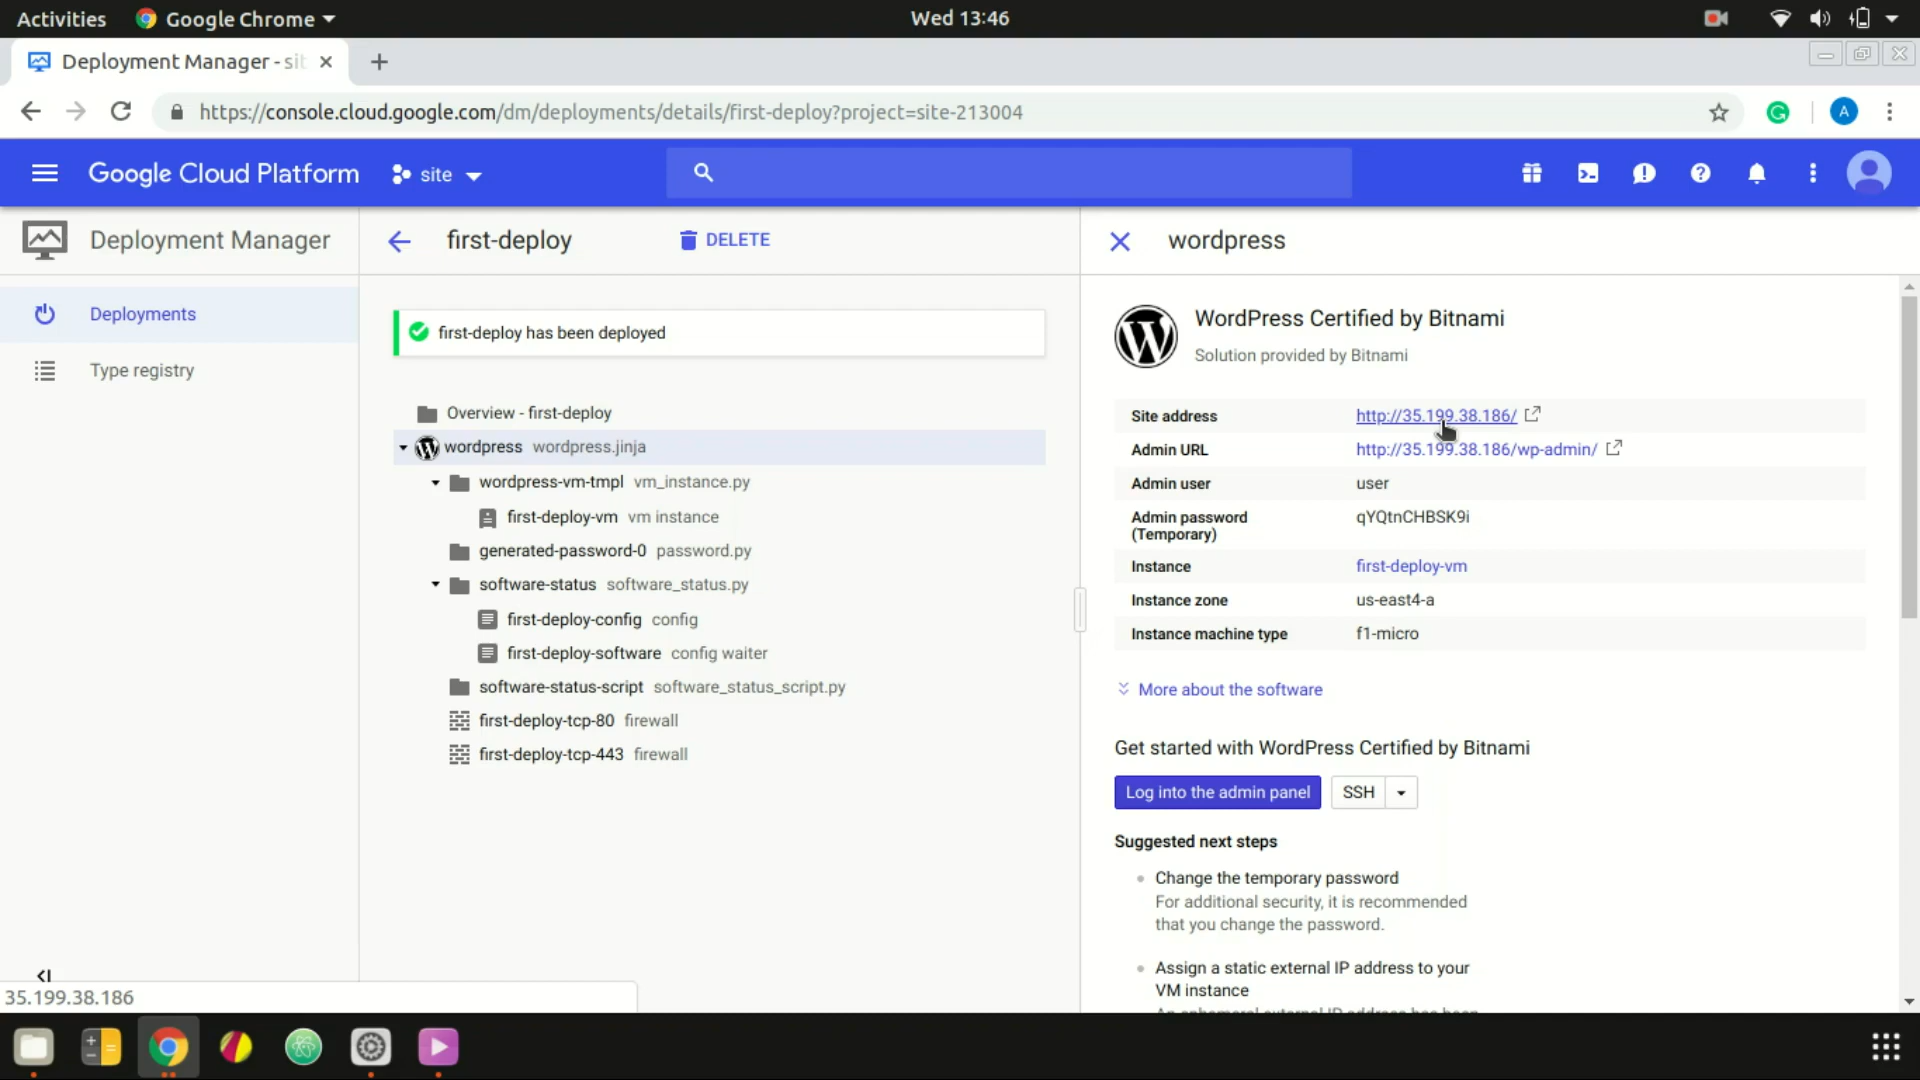 Activities
Google Chrome
Wed 13:46
Deployment Manager - sit
https://console.cloud.google.com/dm/deployments/details/first-deploy?project=site-213004
A
Google Cloud Platform
site
Deployment Manager
first-deploy
DELETE
wordpress
Deployments
Type registry
first-deploy has been deployed
Overview - first-deploy
wordpress wordpress.jinja
wordpress-vm-tmpl vm_instance.py
first-deploy-vm vm instance
generated-password-0 password.py
software-status software_status.py
first-deploy-config config
first-deploy-software config waiter
software-status-script software_status_script.py
first-deploy-tcp-80 firewall
first-deploy-tcp-443 firewall
WordPress Certified by Bitnami
Solution provided by Bitnami
Site address http://35.199.38.186/
Admin URL http://35.199.38.186/wp-admin/
Admin user user
Admin password qYQtnCHBSK9i
(Temporary)
Instance first-deploy-vm
Instance zone us-east4-a
Instance machine type f1-micro
More about the software
Get started with WordPress Certified by Bitnami
Log into the admin panel SSH
Suggested next steps
Change the temporary password
For additional security, it is recommended
that you change the password.
Assign a static external IP address to your
VM instance
An ephemeral external IP address has been
35.199.38.186